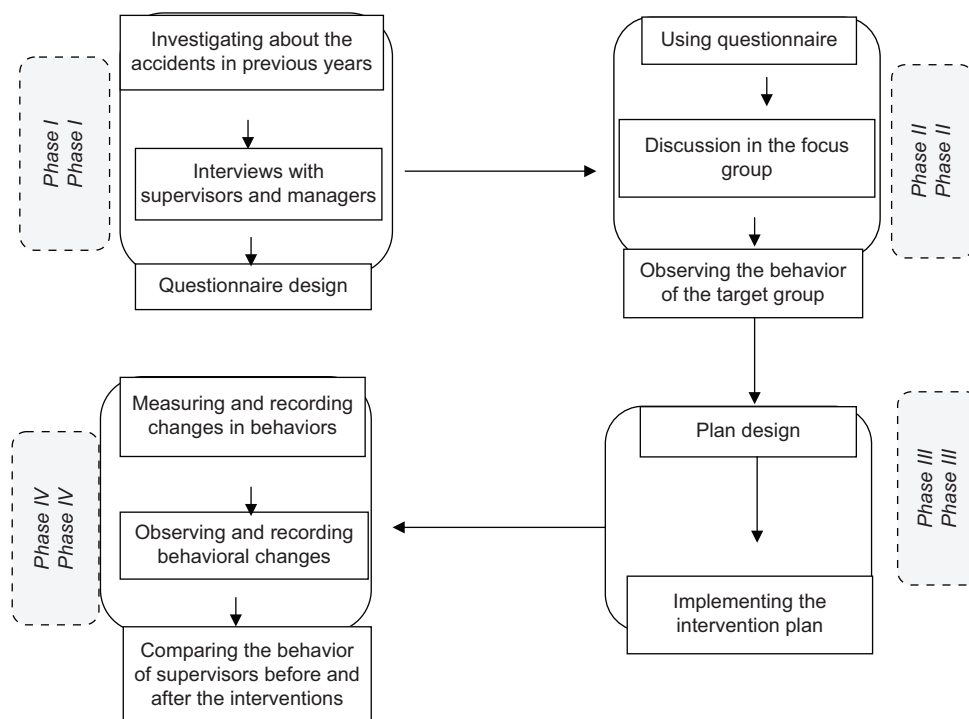 Phase I
Phase I
Investigating about the
accidents in previous years
Interviews with
supervisors and managers
Questionnaire design
Using questionnaire
Discussion in the focus
group
Observing the behavior
of the target group
Phase II
Phase II
Plan design
Implementing the
intervention plan
Phase III
Phase III
Measuring and recording
changes in behaviors
Observing and recording
behavioral changes
Comparing the behavior
of supervisors before and
after the interventions
Phase IV
Phase IV